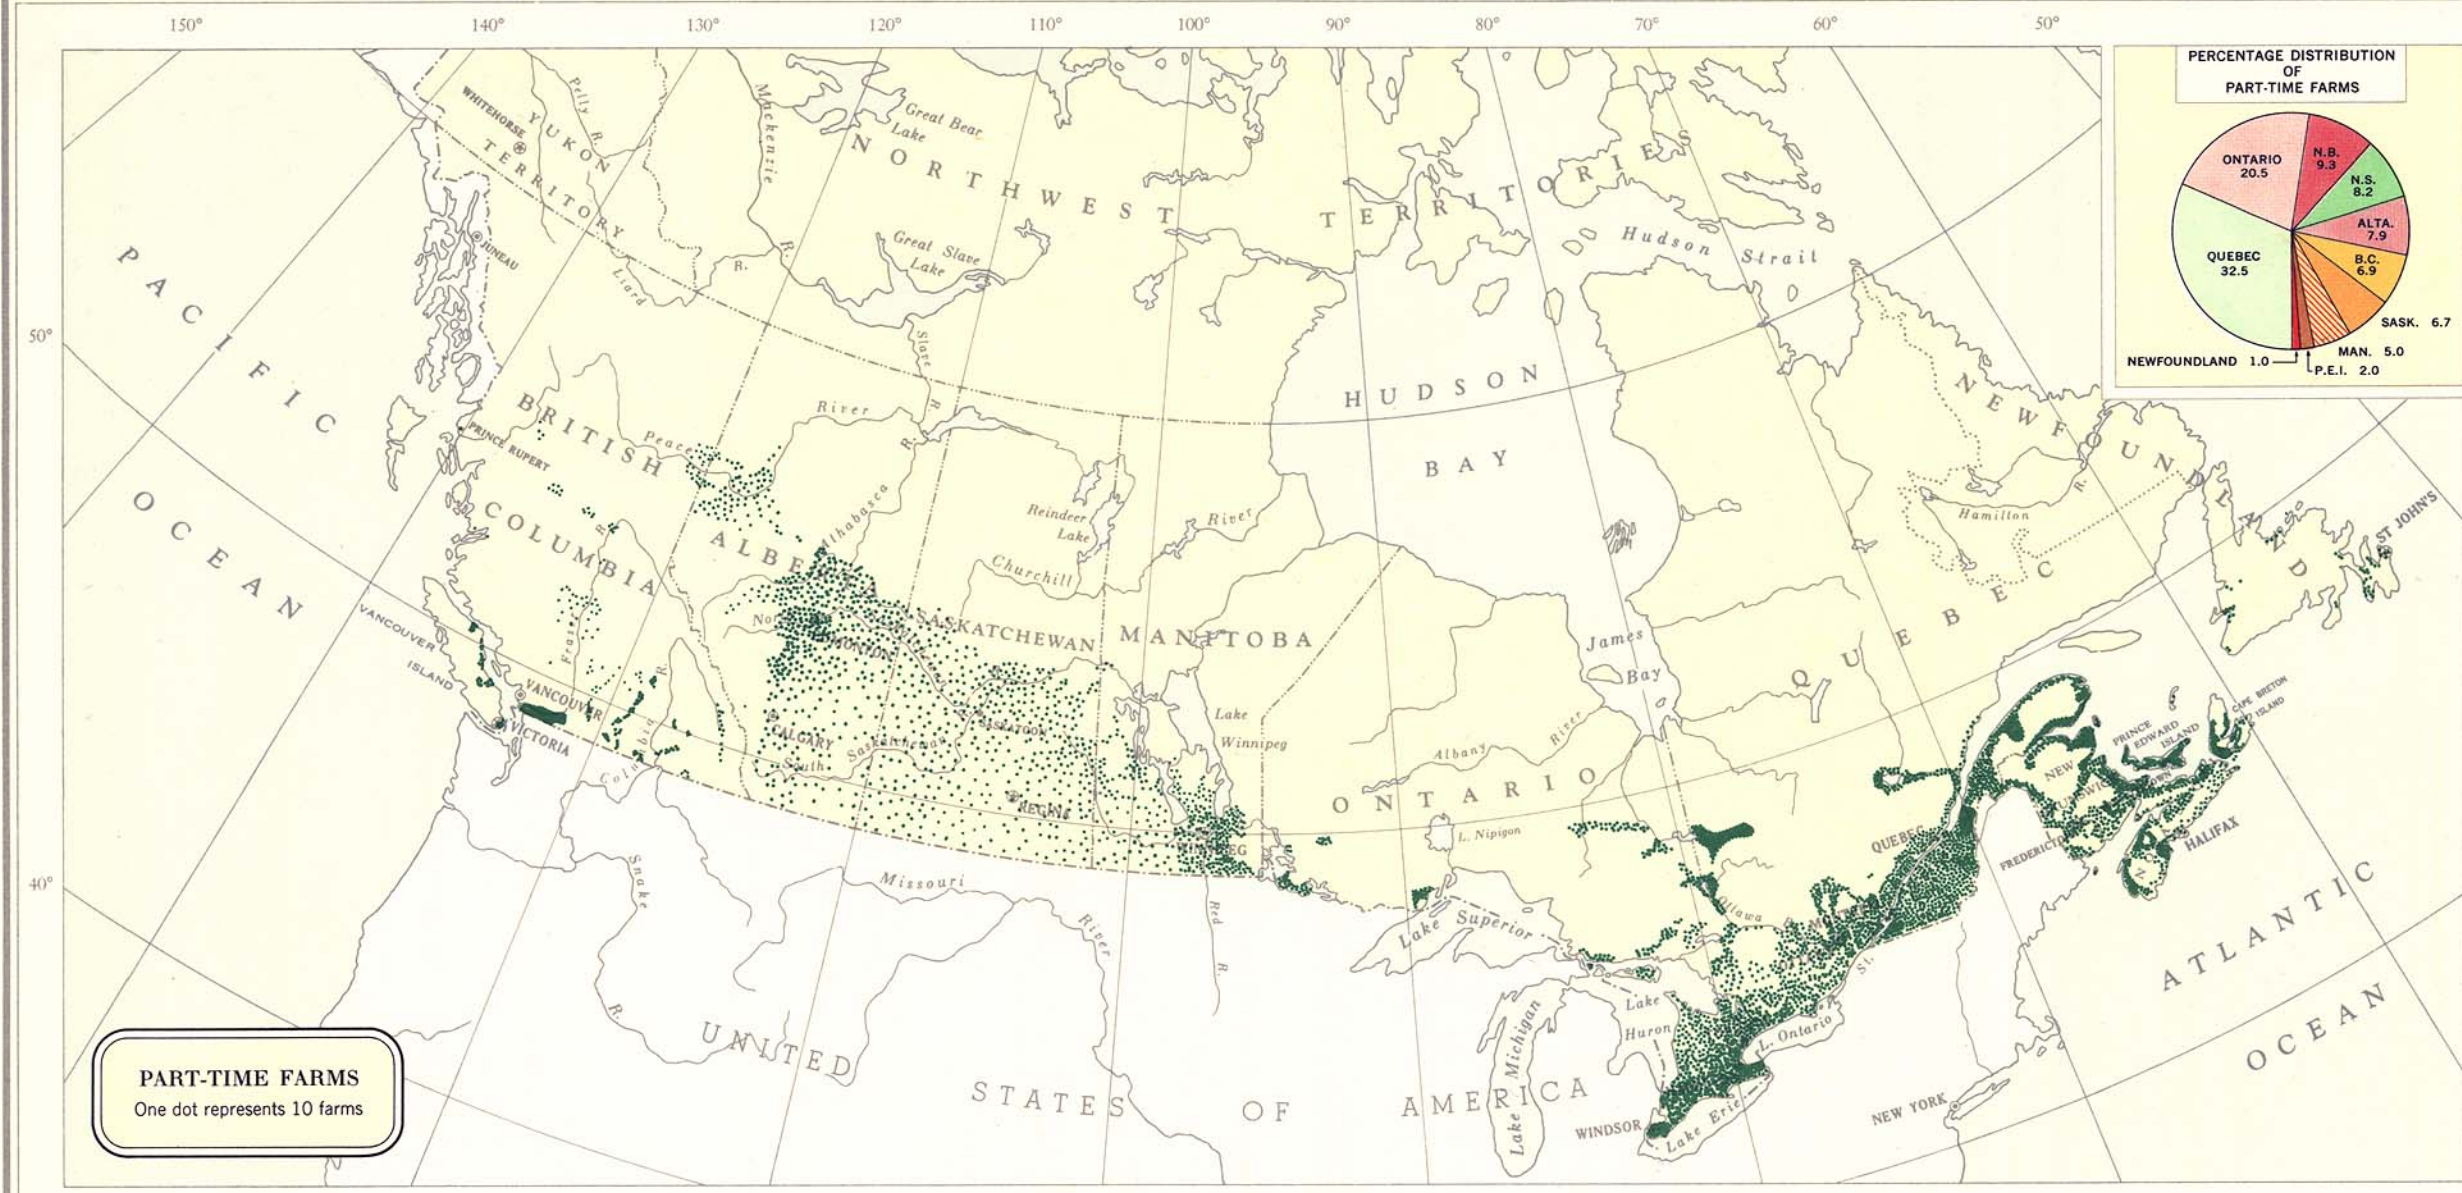 150°
140°
130°
120°
110°
100°
90°
80°
70°
60°
50°
50°
40°
PERCENTAGE DISTRIBUTION
OF
PART-TIME FARMS
ONTARIO
20.5
N.B.
9.3
N.S.
8.2
ALTA.
7.9
B.C.
6.9
QUEBEC
32.5
SASK. 6.7
MAN. 5.0
P.E.I. 2.0
NEWFOUNDLAND 1.0
PACIFIC
OCEAN
WHITEHORSE
YUKON
TERRITORY
Pelly R.
Mackenzie
R.
Great Bear
Lake
NORTHWEST
TERRITORIES
JUNEAU
Liard
R.
Great Slave
Lake
Slave
R.
Hudson Strait
HUDSON
BAY
BRITISH
COLUMBIA
PRINCE RUPERT
Peace
River
R.
Athabasca
ALBERTA
Reindeer
Lake
River
Churchill
NEWFOUNDLAND
Hamilton
R.
ST JOHN'S
VANCOUVER
ISLAND
Fraser
R.
VANCOUVER
VICTORIA
R.
Columbia
EDMONTON
SASKATCHEWAN
MANITOBA
CALGARY
South
Saskatchewan
SASKATOON
REGINA
Lake
Winnipeg
WINNIPEG
James
Bay
QUEBEC
Albany
River
ONTARIO
L. Nipigon
QUEBEC
NEW
BRUNSWICK
PRINCE
EDWARD
ISLAND
CAPE BRETON
ISLAND
FREDERICTON
HALIFAX
Snake
R.
Missouri
River
Red
R.
Lake Superior
Ottawa
R.
MONTREAL
OTTAWA
St.
Lake
Huron
Lake Michigan
L. Ontario
Lake Erie
WINDSOR
NEW YORK
UNITED
STATES
OF
AMERICA
ATLANTIC
OCEAN
PART-TIME FARMS
One dot represents 10 farms